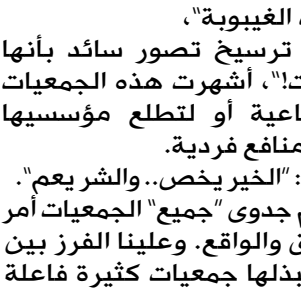 الغيبوبة"،
ترسيخ تصور سائد بأنها
ت!"، أشهرت هذه الجمعيات
اعية أو لتطلع مؤسسيها
منافع فردية.
: "الخير يخص.. والشر يعم".
جدوى "جميع" الجمعيات أمر
والواقع. وعلينا الفرز بين
بذلها جمعيات كثيرة فاعلة